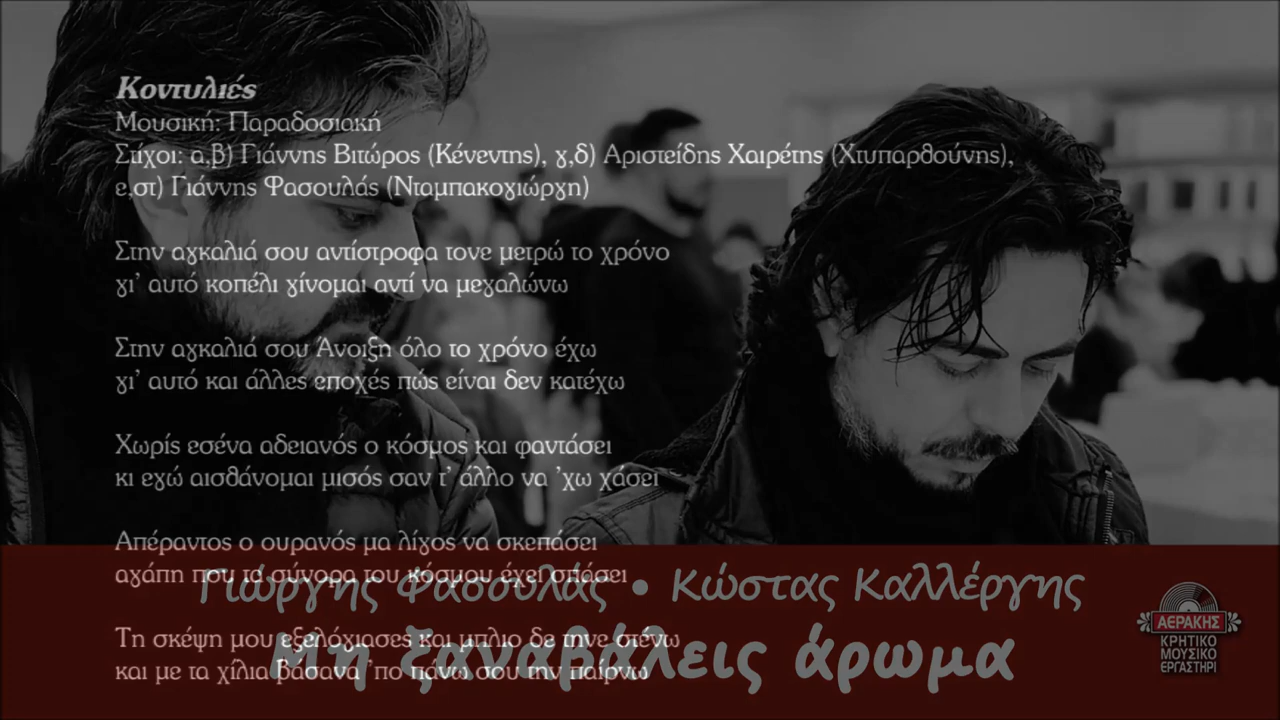 Κοντυλιές
Μουσική: Παραδοσιακή
Στίχοι: α,β) Γιάννης Βιτώρος (Κένεντης), γ,δ) Αριστείδης Χαιρέτης (Χτυπαρθούνης),
ε,στ) Γιάννης Φασουλάς (Νταμπακογιώργη)
Στην αγκαλιά σου αντίστροφα τονε μετρώ το χρόνο
γι' αυτό κοπέλι γίνομαι αντί να μεγαλώνω
Στην αγκαλιά σου Άνοιξη όλο το χρόνο έχω
γι' αυτό και άλλες εποχές πώς είναι δεν κατέχω
Χωρίς εσένα αδειανός ο κόσμος και φαντάσει
κι εγώ αισθάνομαι μισός σαν τ' άλλο να 'χω χάσει
Απέραντος ο ουρανός μα λίγος να σκεπάσει
αγάπη που τα σύνορα του κόσμου έχει σπάσει
Γιώργης Φασουλάς • Κώστας Καλλέργης
Τη σκέψη μου εξελόγιασες και μπλιο δε τηνε στένω
και με τα χίλια βάσανα 'πο πάνω σου την παίρνω
Μη ξαναβάλεις άρωμα
ΑΕΡΑΚΗΣ
ΚΡΗΤΙΚΟ
ΜΟΥΣΙΚΟ
ΕΡΓΑΣΤΗΡΙ